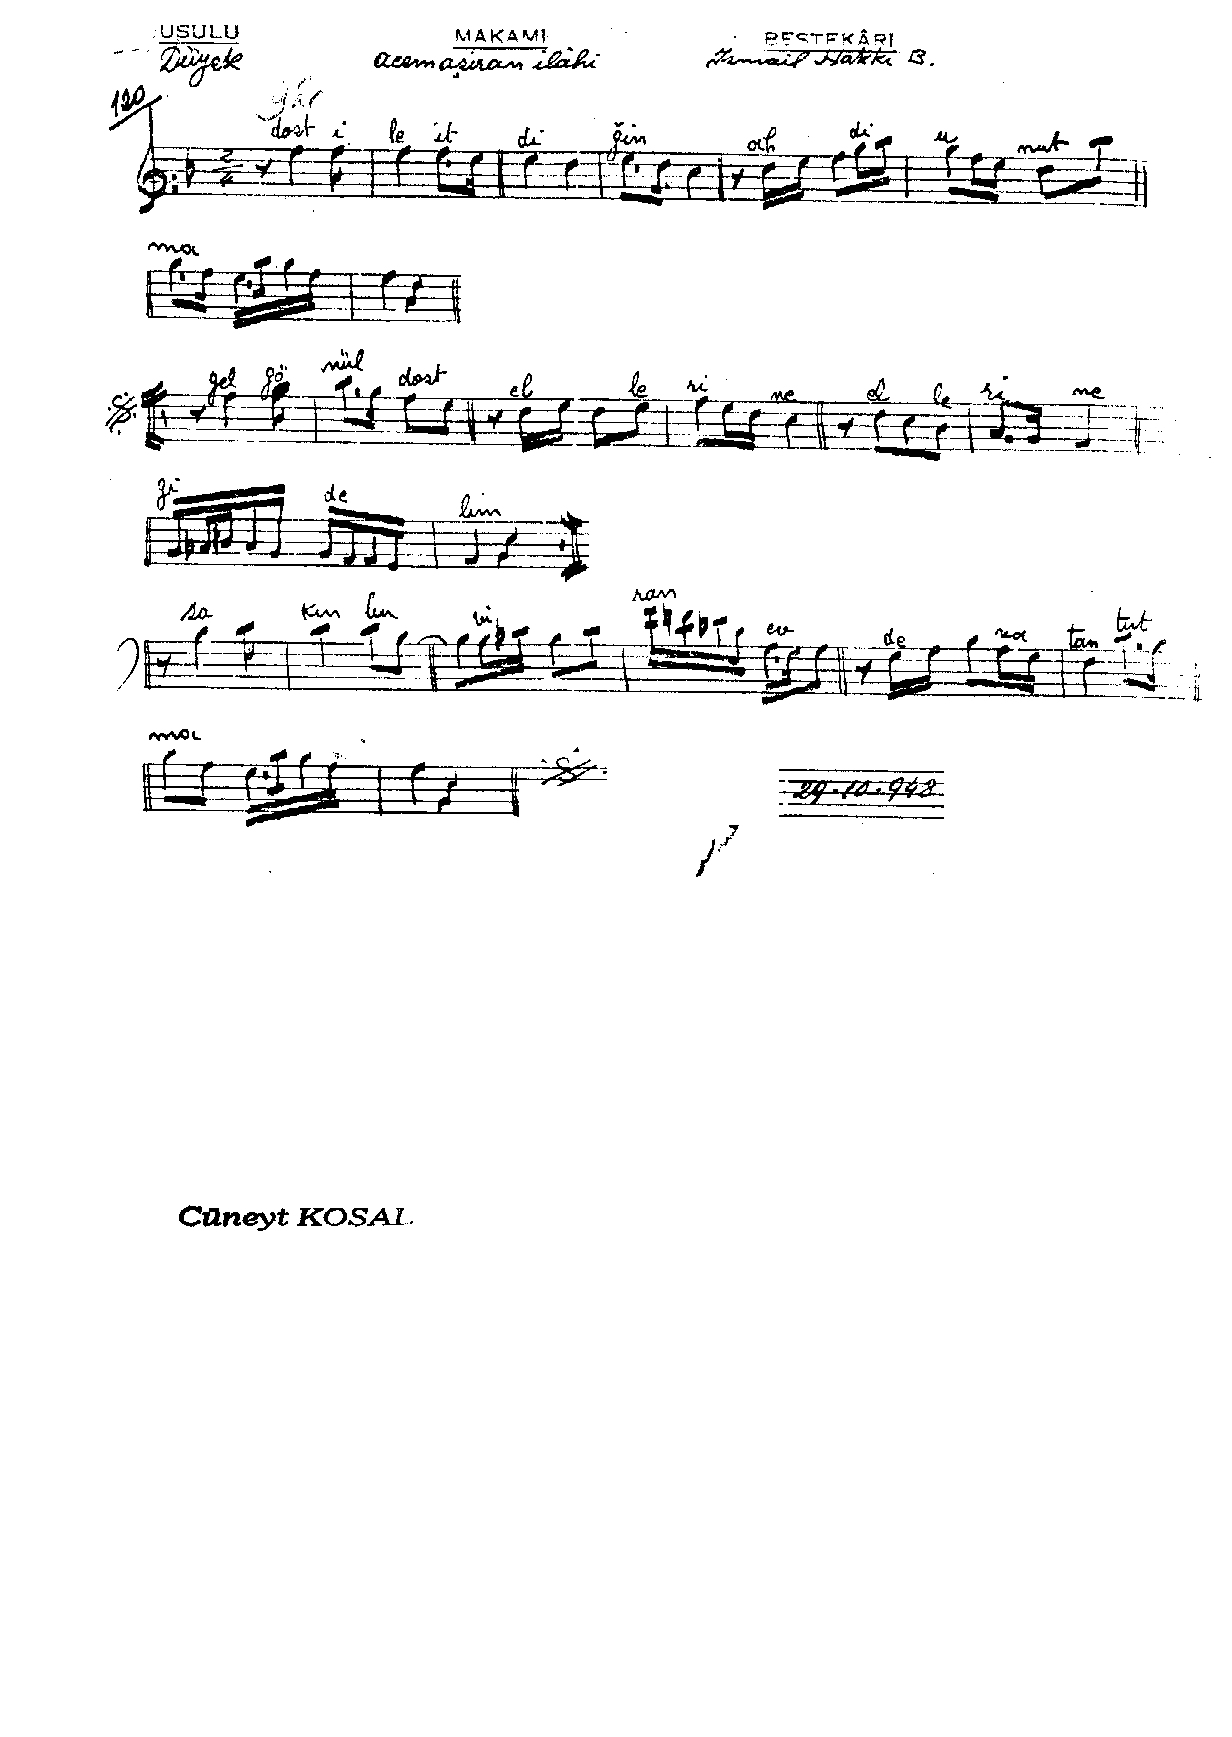 USULU MAKAMI BESTEKÂRI
Düyek Acemaşiran ilâhi İsmail Hakkı B.
120
dost i le it di ğin ah di u nut
ma
gel gö nül dost el le ri ne el le ri ne
gi de lim
sa kın len vi ran ev de va tan tut
ma
29.10.948
Cüneyt KOSAL